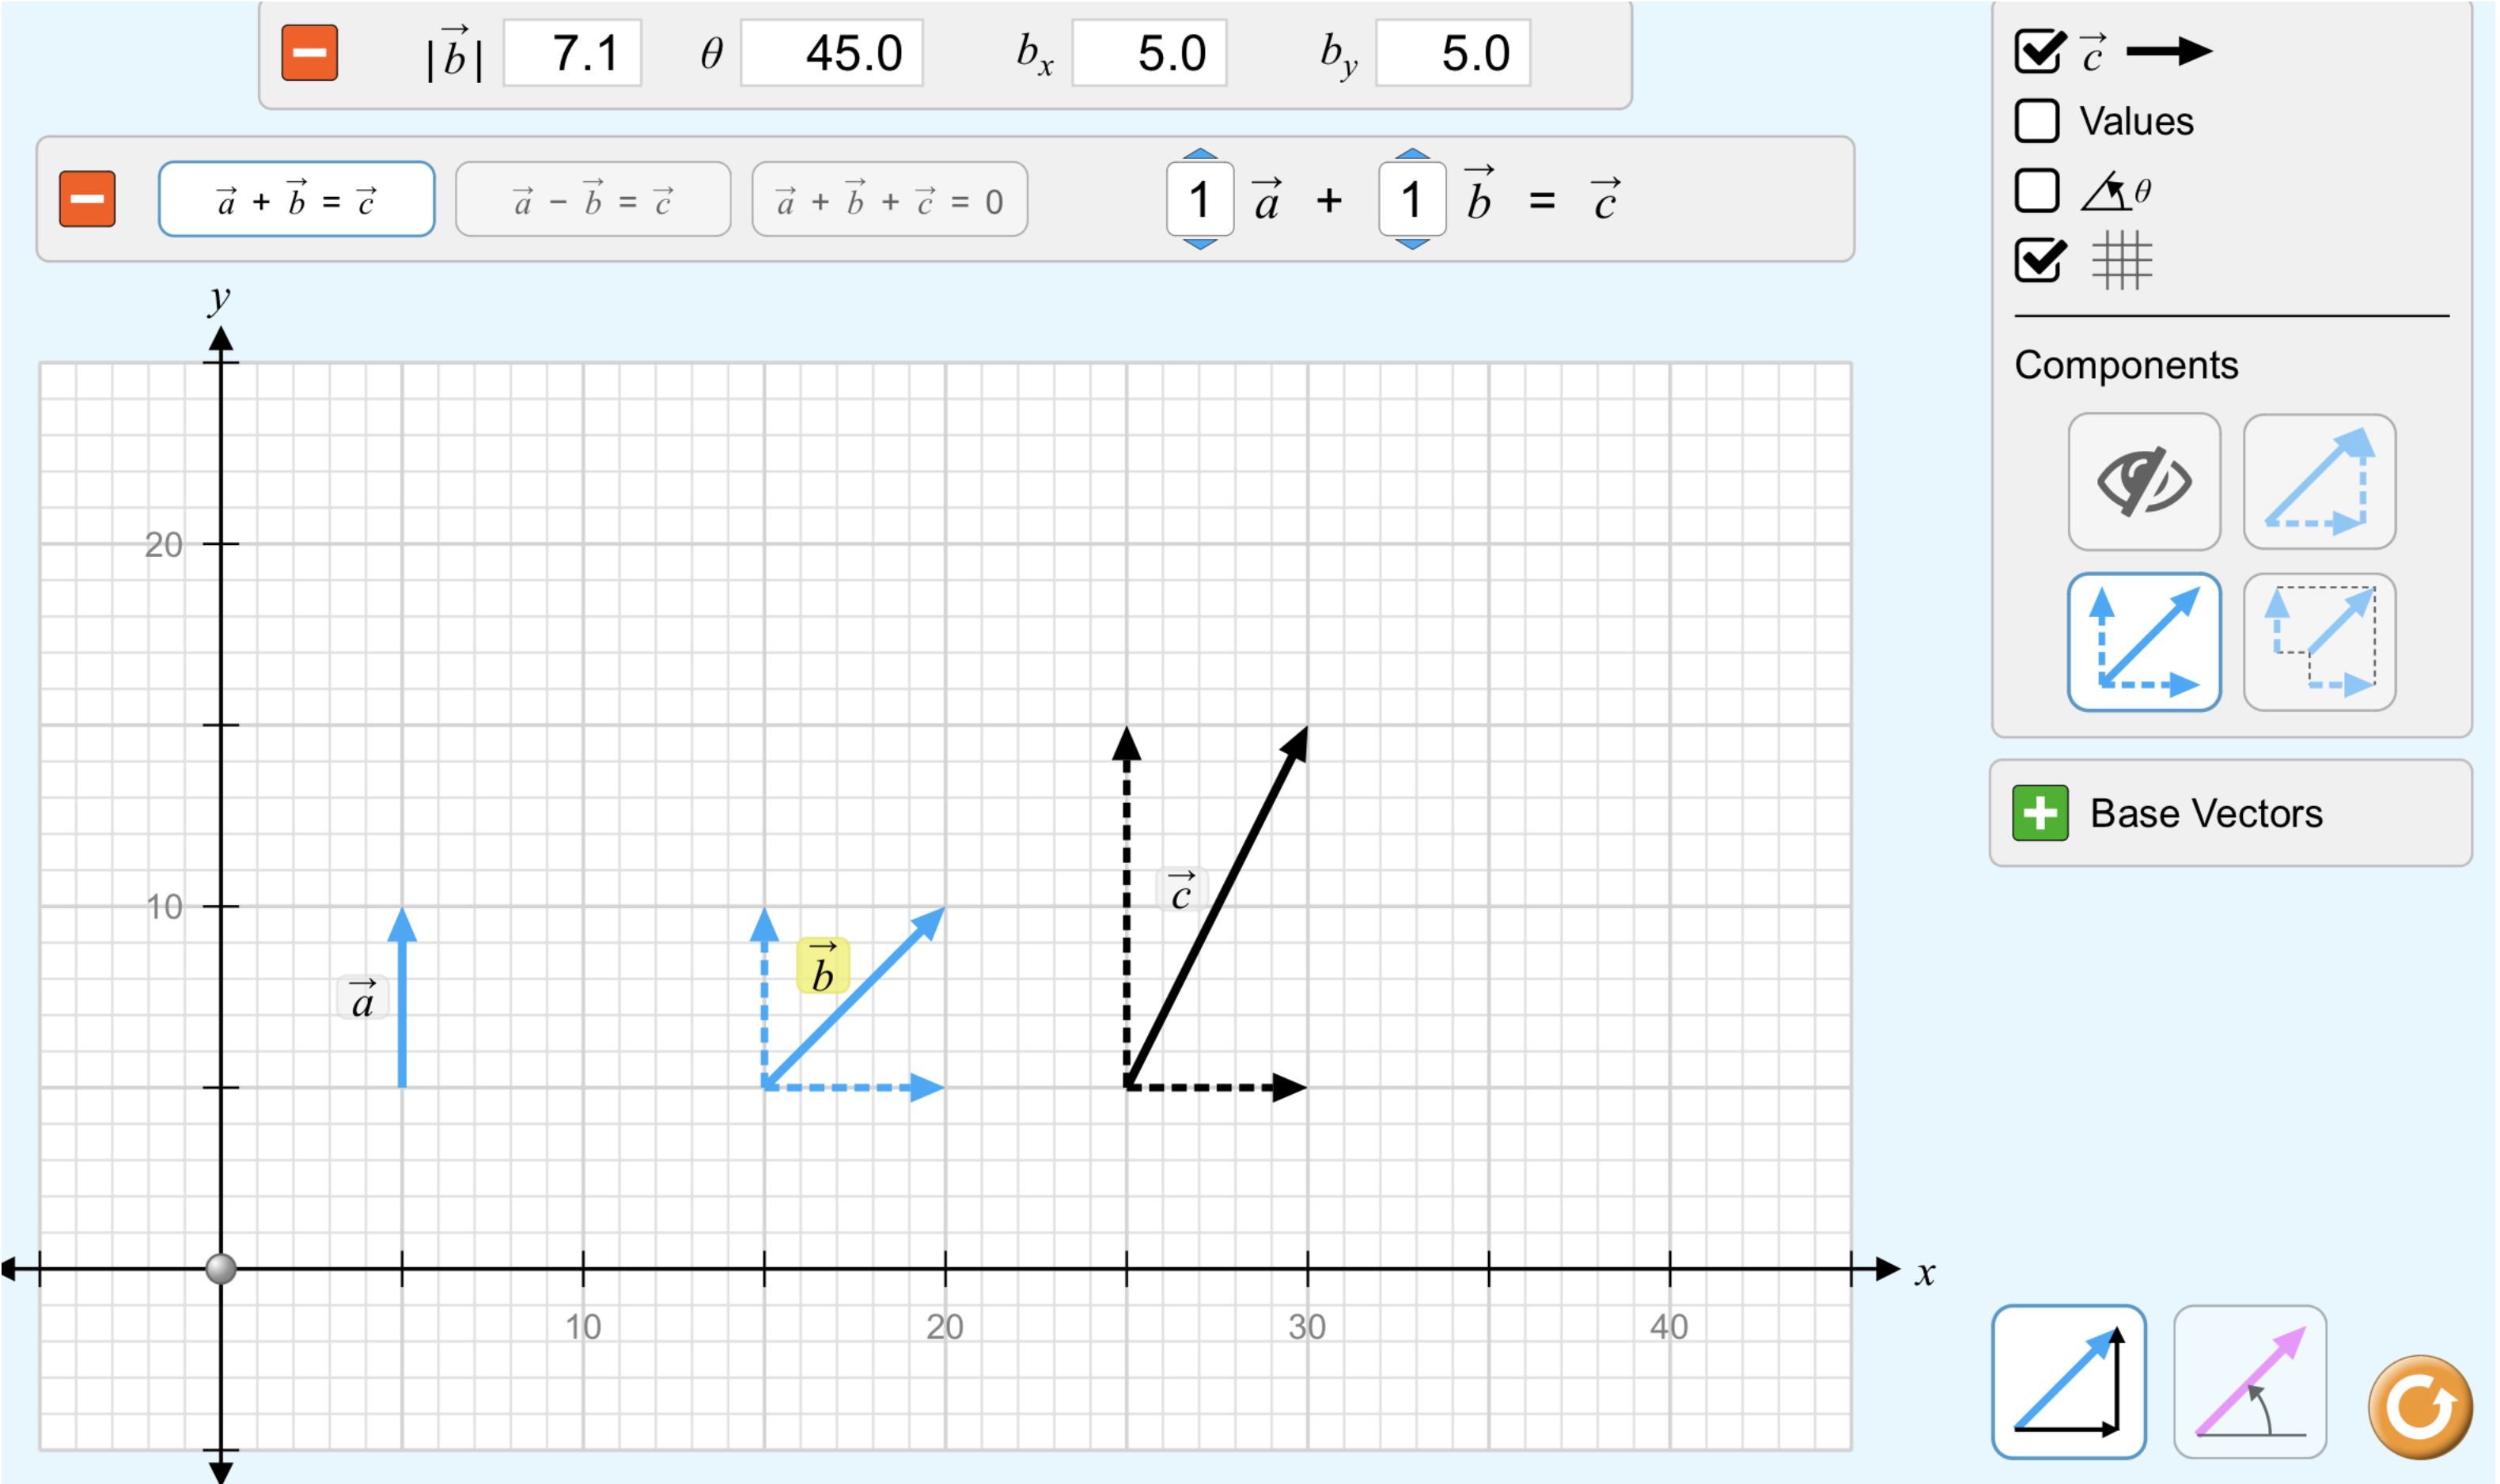 |b⃗| 7.1 θ 45.0 bₓ 5.0 b_y 5.0
a⃗ + b⃗ = c⃗
a⃗ − b⃗ = c⃗
a⃗ + b⃗ + c⃗ = 0
1 a⃗ + 1 b⃗ = c⃗
c⃗
Values
θ
Components
Base Vectors
y
20
10
a⃗
b⃗
c⃗
x
10 20 30 40